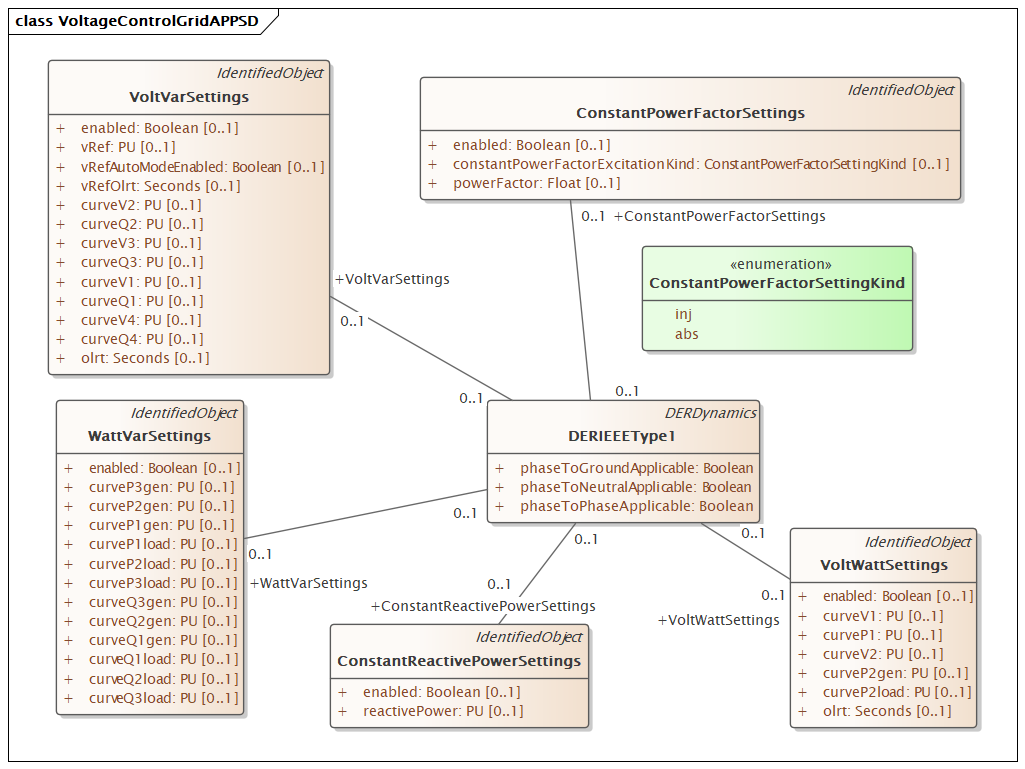 class VoltageControlGridAPPSD
IdentifiedObject
VoltVarSettings
+ enabled: Boolean [0..1]
+ vRef: PU [0..1]
+ vRefAutoModeEnabled: Boolean [0..1]
+ vRefOlrt: Seconds [0..1]
+ curveV2: PU [0..1]
+ curveQ2: PU [0..1]
+ curveV3: PU [0..1]
+ curveQ3: PU [0..1]
+ curveV1: PU [0..1]
+ curveQ1: PU [0..1]
+ curveV4: PU [0..1]
+ curveQ4: PU [0..1]
+ olrt: Seconds [0..1]
IdentifiedObject
ConstantPowerFactorSettings
+ enabled: Boolean [0..1]
+ constantPowerFactorExcitationKind: ConstantPowerFactorSettingKind [0..1]
+ powerFactor: Float [0..1]
0..1 +ConstantPowerFactorSettings
«enumeration»
ConstantPowerFactorSettingKind
inj
abs
+VoltVarSettings
0..1
0..1
0..1
IdentifiedObject
WattVarSettings
+ enabled: Boolean [0..1]
+ curveP3gen: PU [0..1]
+ curveP2gen: PU [0..1]
+ curveP1gen: PU [0..1]
+ curveP1load: PU [0..1]
+ curveP2load: PU [0..1]
+ curveP3load: PU [0..1]
+ curveQ3gen: PU [0..1]
+ curveQ2gen: PU [0..1]
+ curveQ1gen: PU [0..1]
+ curveQ1load: PU [0..1]
+ curveQ2load: PU [0..1]
+ curveQ3load: PU [0..1]
DERDynamics
DERIEEEType1
+ phaseToGroundApplicable: Boolean
+ phaseToNeutralApplicable: Boolean
+ phaseToPhaseApplicable: Boolean
0..1
0..1
+WattVarSettings
0..1
0..1
+ConstantReactivePowerSettings
0..1
0..1
+VoltWattSettings
IdentifiedObject
ConstantReactivePowerSettings
+ enabled: Boolean [0..1]
+ reactivePower: PU [0..1]
IdentifiedObject
VoltWattSettings
+ enabled: Boolean [0..1]
+ curveV1: PU [0..1]
+ curveP1: PU [0..1]
+ curveV2: PU [0..1]
+ curveP2gen: PU [0..1]
+ curveP2load: PU [0..1]
+ olrt: Seconds [0..1]